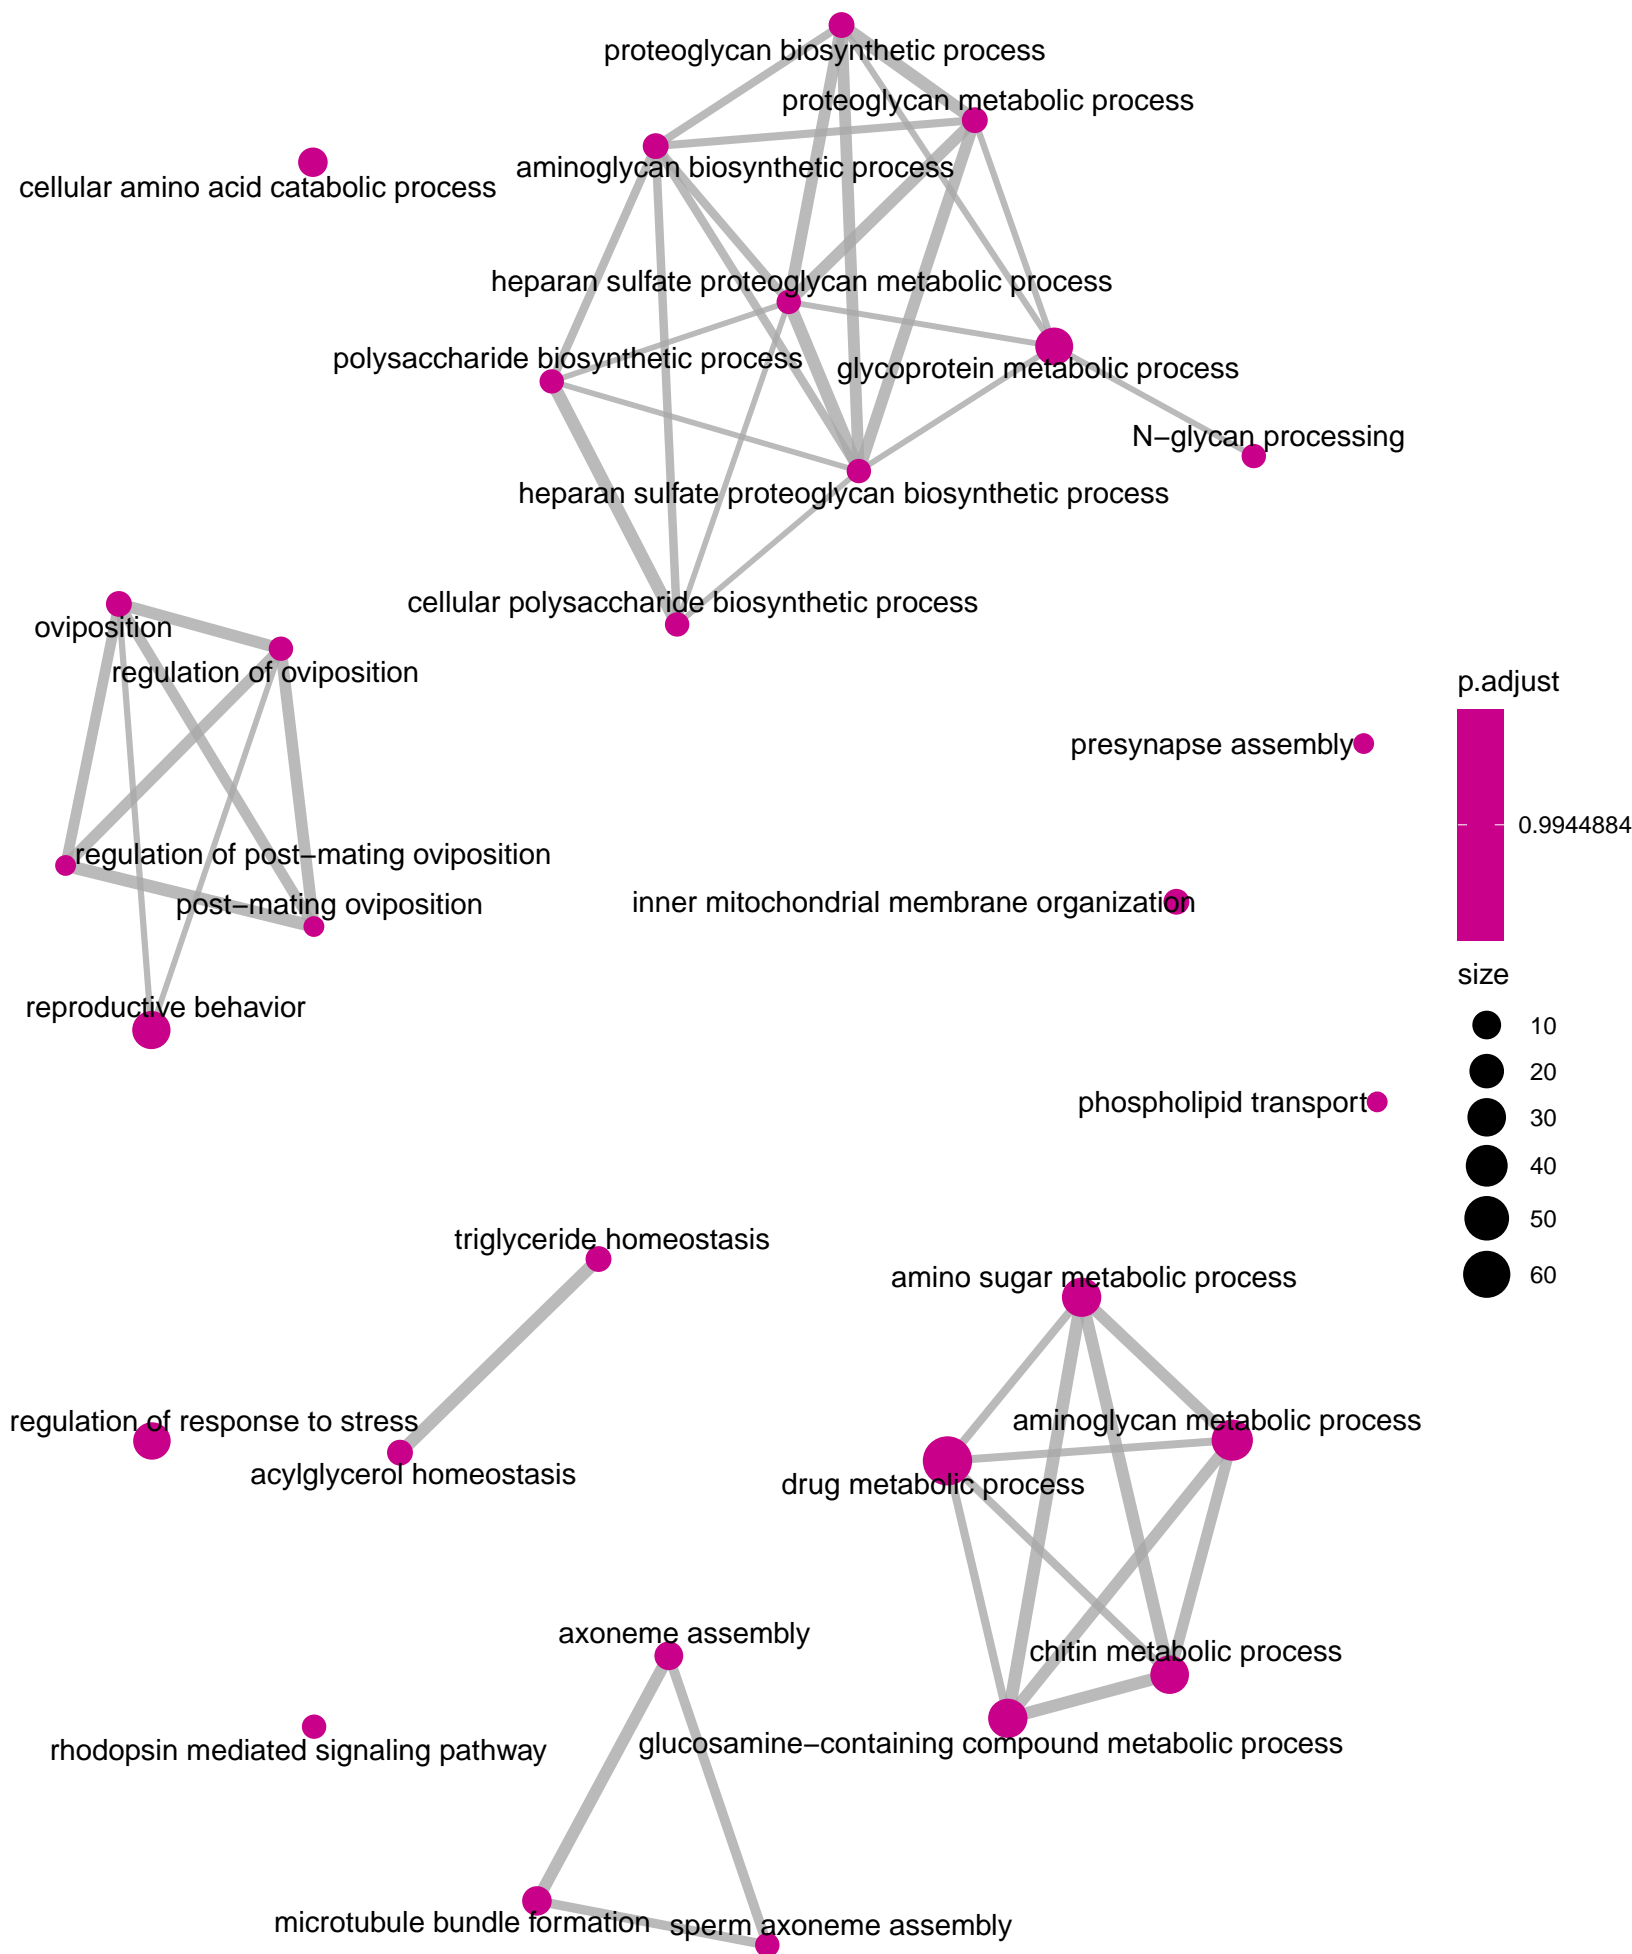 proteoglycan biosynthetic process
proteoglycan metabolic process
aminoglycan biosynthetic process
cellular amino acid catabolic process
heparan sulfate proteoglycan metabolic process
polysaccharide biosynthetic process
glycoprotein metabolic process
N−glycan processing
heparan sulfate proteoglycan biosynthetic process
cellular polysaccharide biosynthetic process
oviposition
regulation of oviposition
p.adjust
presynapse assembly
0.9944884
regulation of post−mating oviposition
post−mating oviposition
inner mitochondrial membrane organization
size
reproductive behavior
10
20
phospholipid transport
30
40
50
triglyceride homeostasis
60
amino sugar metabolic process
regulation of response to stress
aminoglycan metabolic process
acylglycerol homeostasis
drug metabolic process
axoneme assembly
chitin metabolic process
rhodopsin mediated signaling pathway
glucosamine−containing compound metabolic process
microtubule bundle formation
sperm axoneme assembly